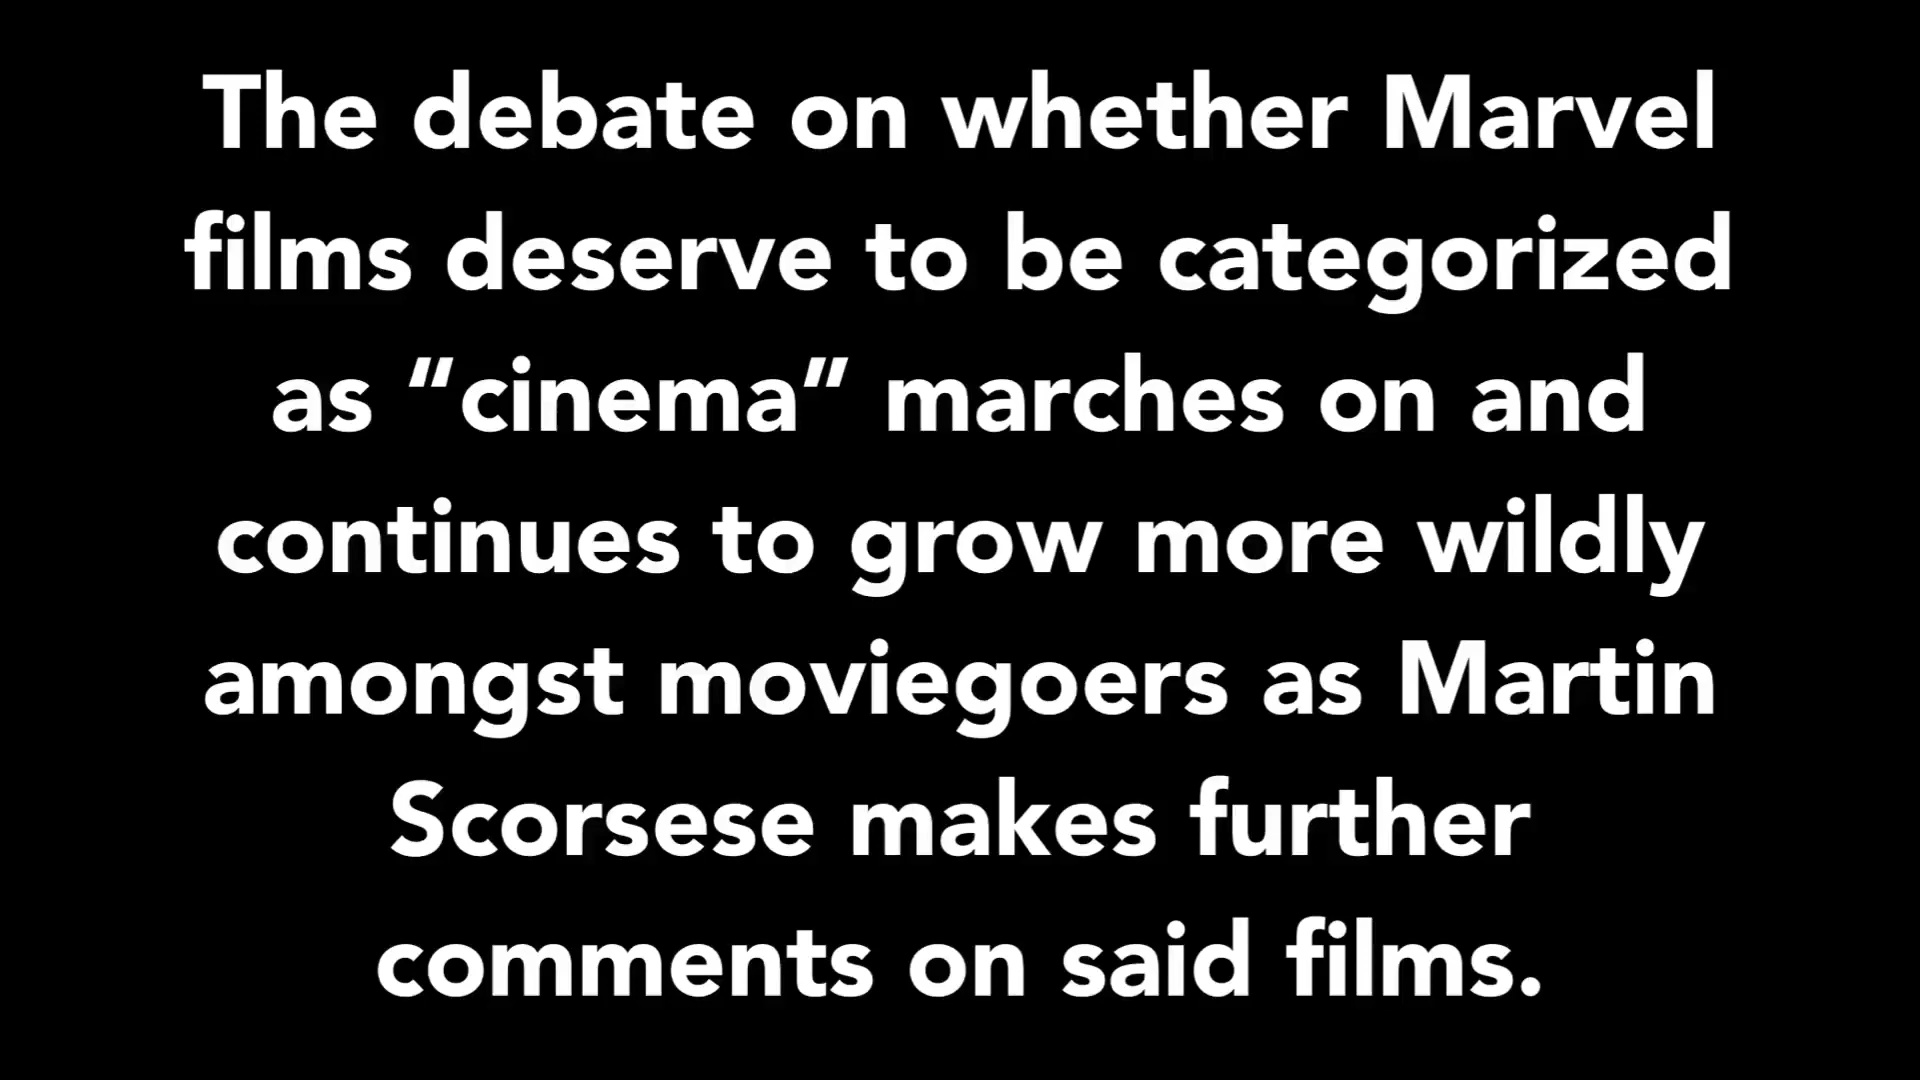 The debate on whether Marvel
films deserve to be categorized
as “cinema” marches on and
continues to grow more wildly
amongst moviegoers as Martin
Scorsese makes further
comments on said films.